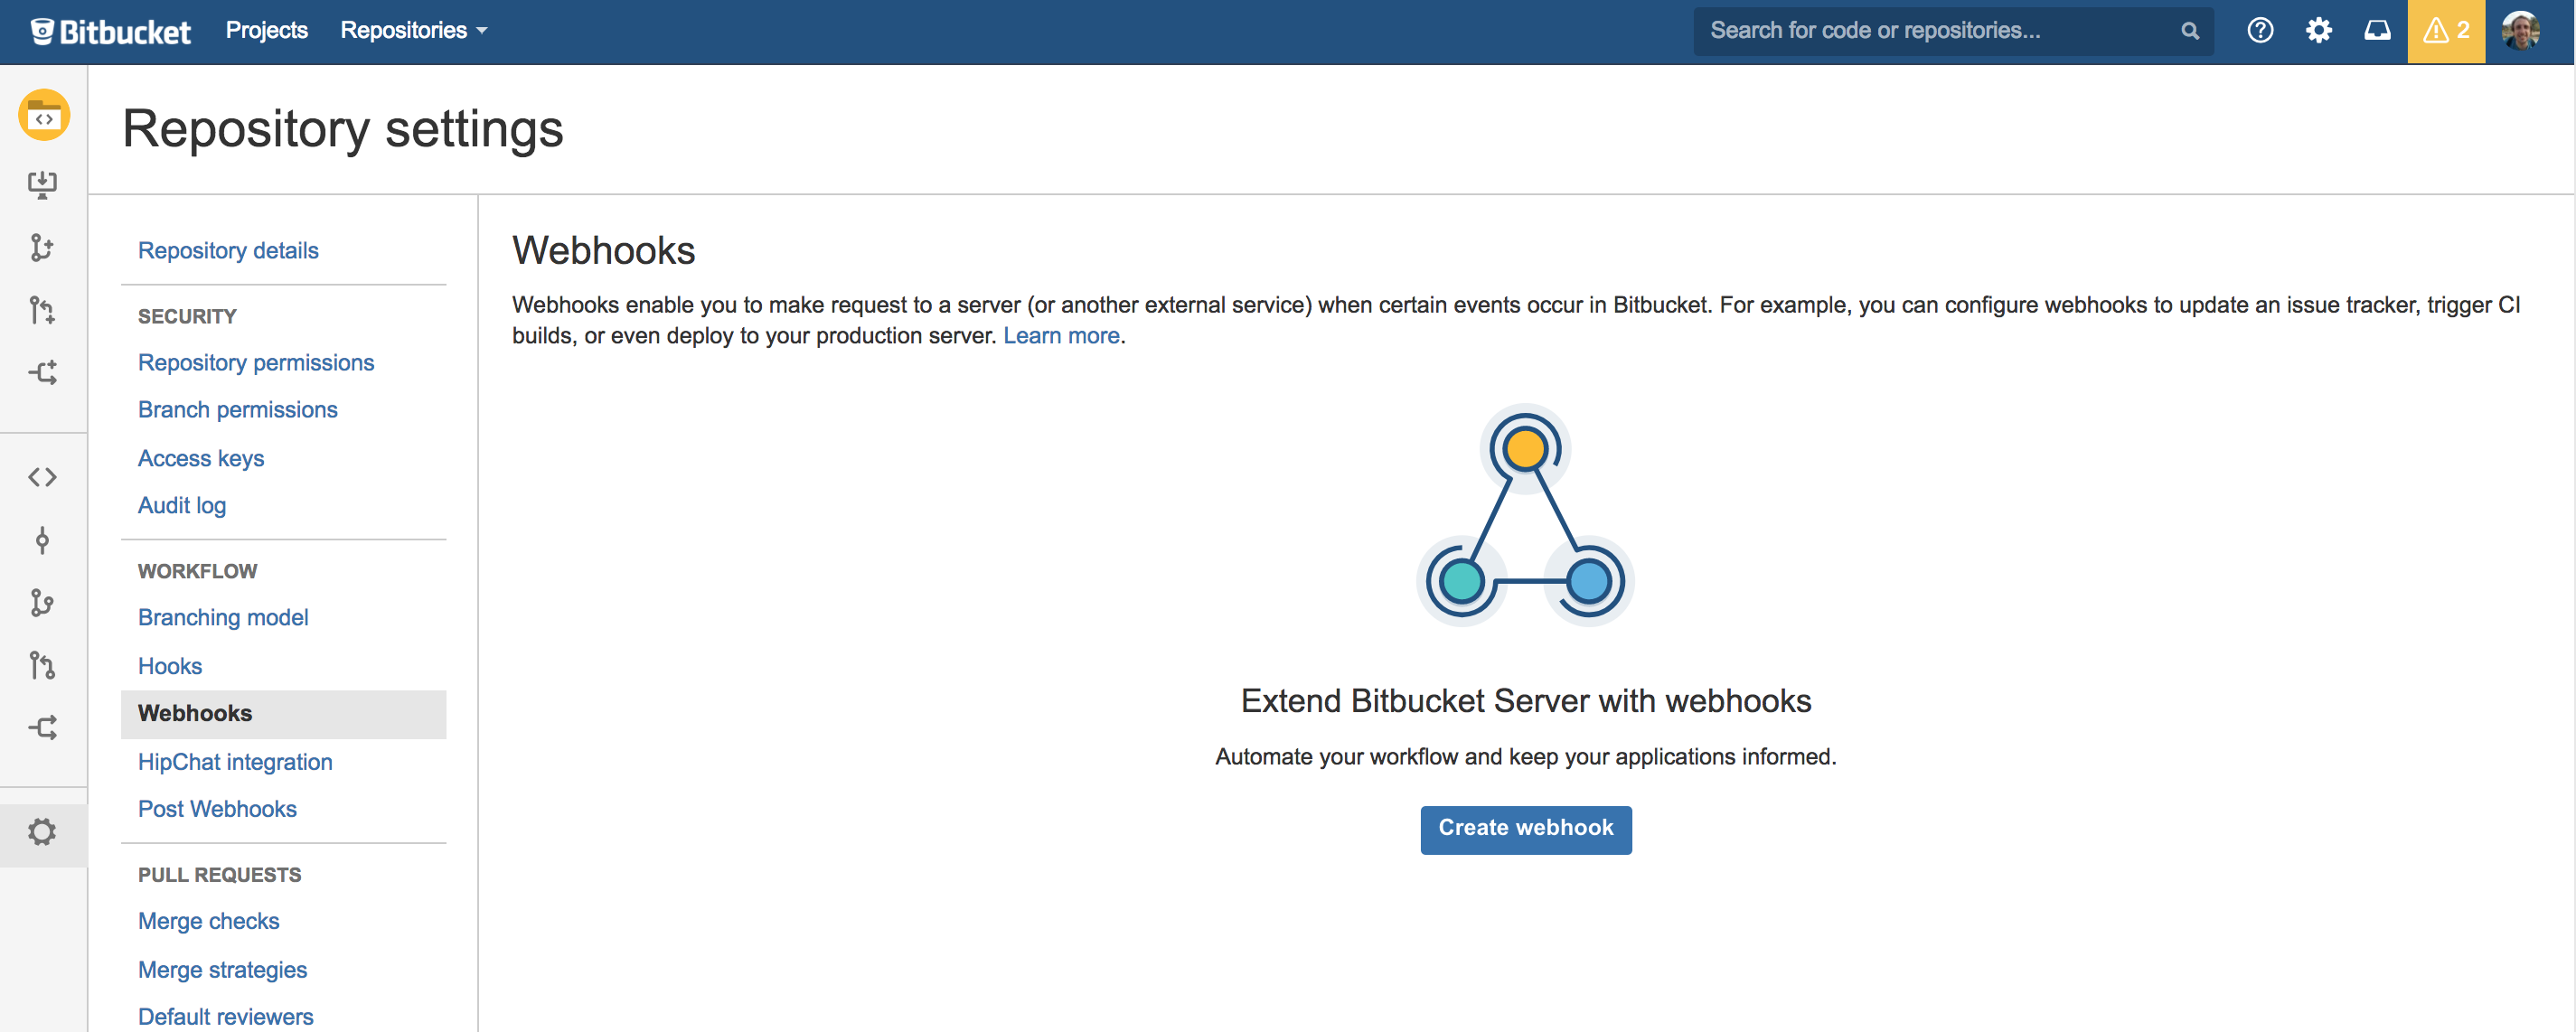 Bitbucket Projects Repositories Search for code or repositories... 2
Repository settings
Repository details
SECURITY
Repository permissions
Branch permissions
Access keys
Audit log
WORKFLOW
Branching model
Hooks
Webhooks
HipChat integration
Post Webhooks
PULL REQUESTS
Merge checks
Merge strategies
Default reviewers
Webhooks
Webhooks enable you to make request to a server (or another external service) when certain events occur in Bitbucket. For example, you can configure webhooks to update an issue tracker, trigger CI
builds, or even deploy to your production server. Learn more.
Extend Bitbucket Server with webhooks
Automate your workflow and keep your applications informed.
Create webhook